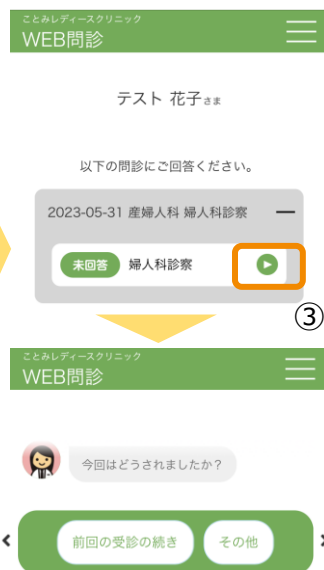 ことみレディースクリニック
WEB問診
テスト 花子さま
以下の問診にご回答ください。
2023-05-31 産婦人科 婦人科診察
未回答 婦人科診察
③
ことみレディースクリニック
WEB問診
今回はどうされましたか？
前回の受診の続き その他